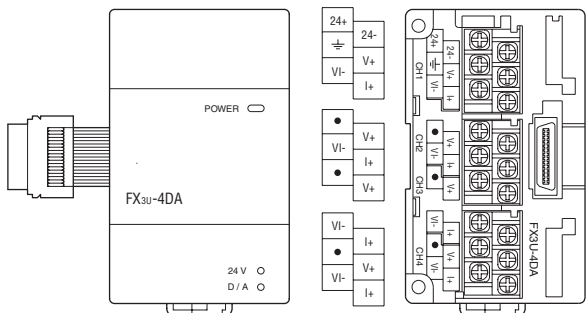 POWER
FX3U-4DA
24 V
D / A
24+
24-
V+
VI-
I+
V+
VI-
I+
V+
VI-
I+
V+
VI-
I+
24+
24-
V+
VI-
I+
CH1
V+
VI-
I+
CH2
V+
CH3
VI-
I+
V+
VI-
I+
CH4
FX3U-4DA